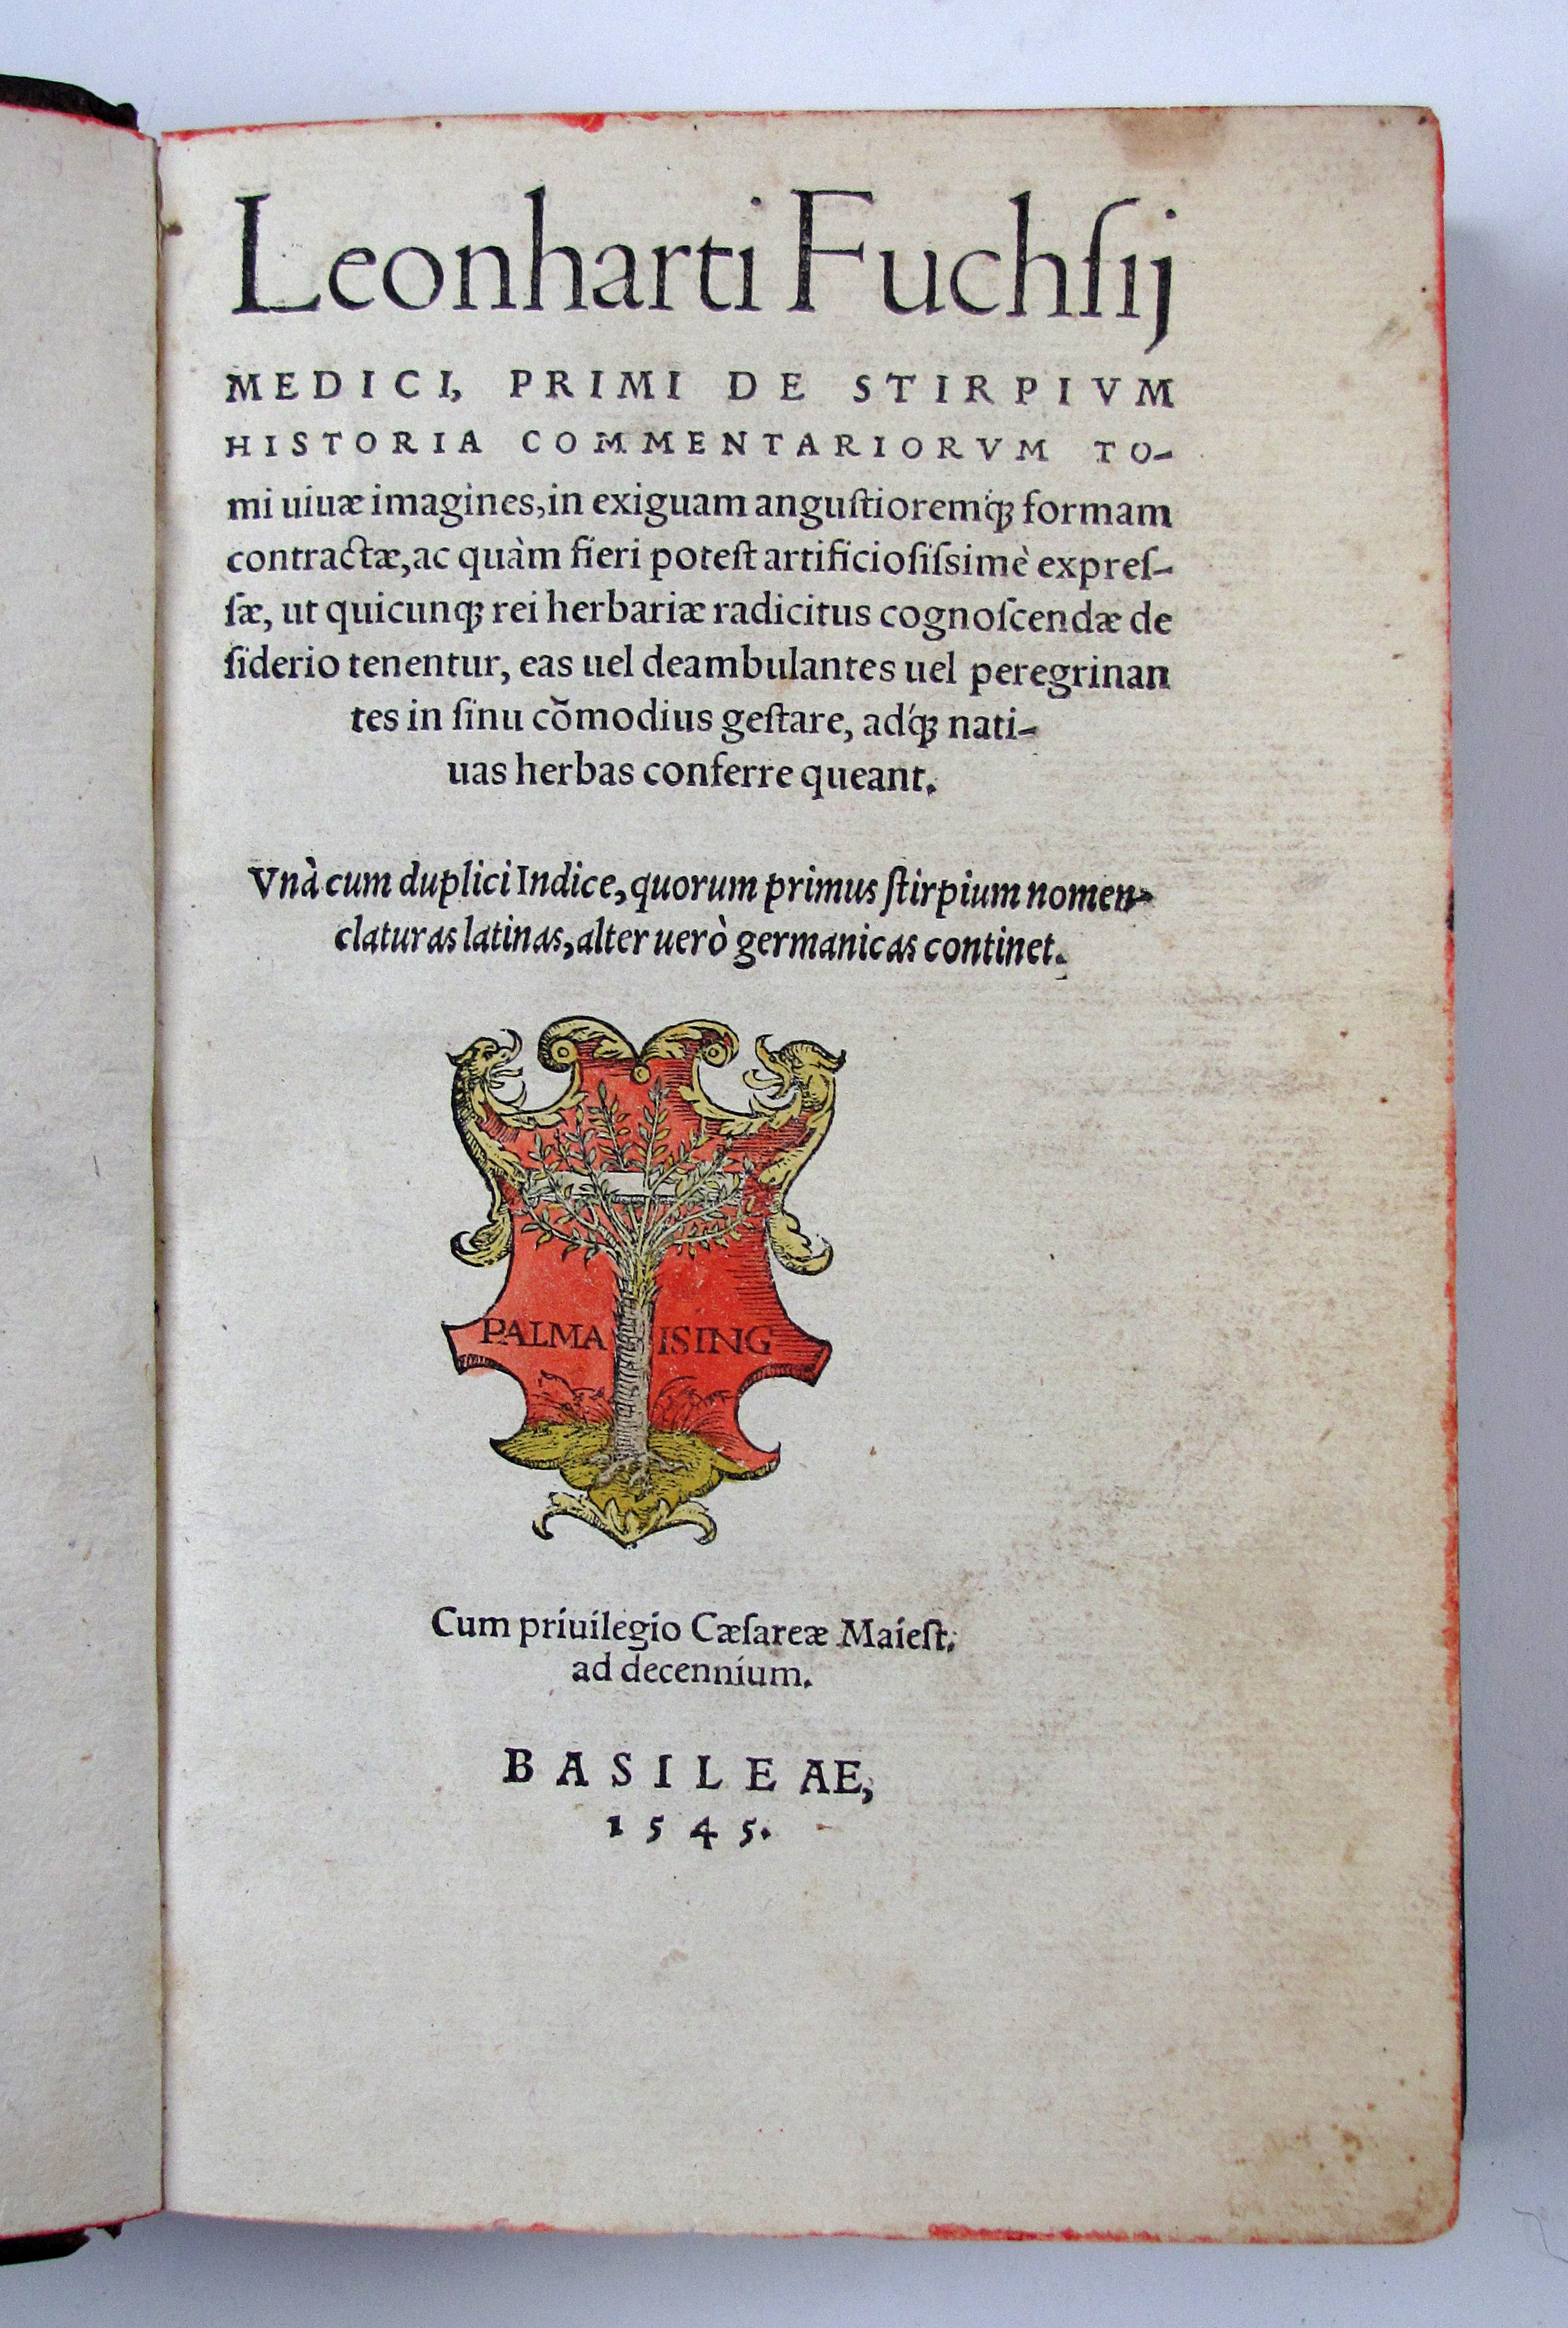 Leonharti Fuchſij
MEDICI, PRIMI DE STIRPIVM
HISTORIA COMMENTARIORVM TO-
mi uiuæ imagines, in exiguam anguſtioremq́ꝫ formam
contractæ, ac quàm fieri poteſt artificioſiſsimè expreſ-
ſæ, ut quicunqꝫ rei herbariæ radicitus cognoſcendæ de
ſiderio tenentur, eas uel deambulantes uel peregrinan
tes in ſinu cõmodius geſtare, adq́ꝫ nati-
uas herbas conferre queant.
Vnà cum duplici Indice, quorum primus ſtirpium nomen-
claturas latinas, alter uerò germanicas continet.
PALMA ISING
Cum priuilegio Cæſareæ Maieſt.
ad decennium.
BASILEAE,
1545.